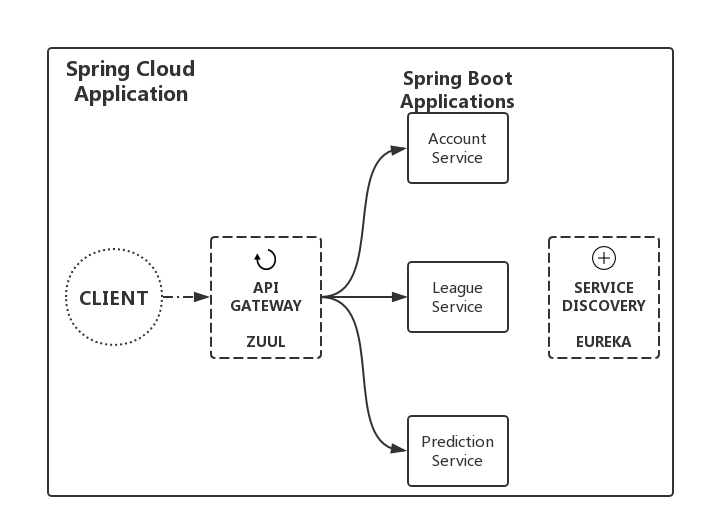 Spring Cloud
Application
Spring Boot
Applications
Account
Service
CLIENT
API
GATEWAY
ZUUL
League
Service
SERVICE
DISCOVERY
EUREKA
Prediction
Service